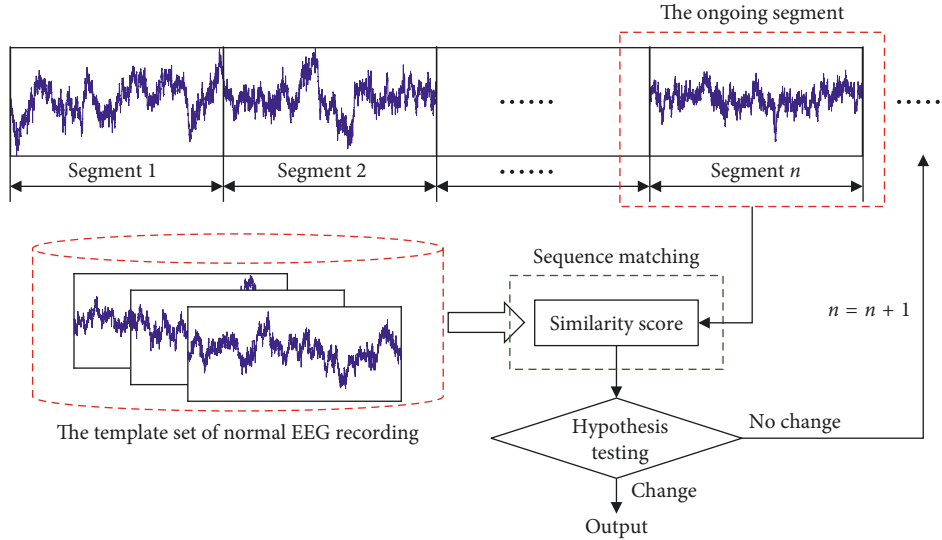 The ongoing segment
......
.....
Segment 1
Segment 2
......
Segment n
Sequence matching
Similarity score
n = n + 1
The template set of normal EEG recording
Hypothesis
testing
No change
Change
Output